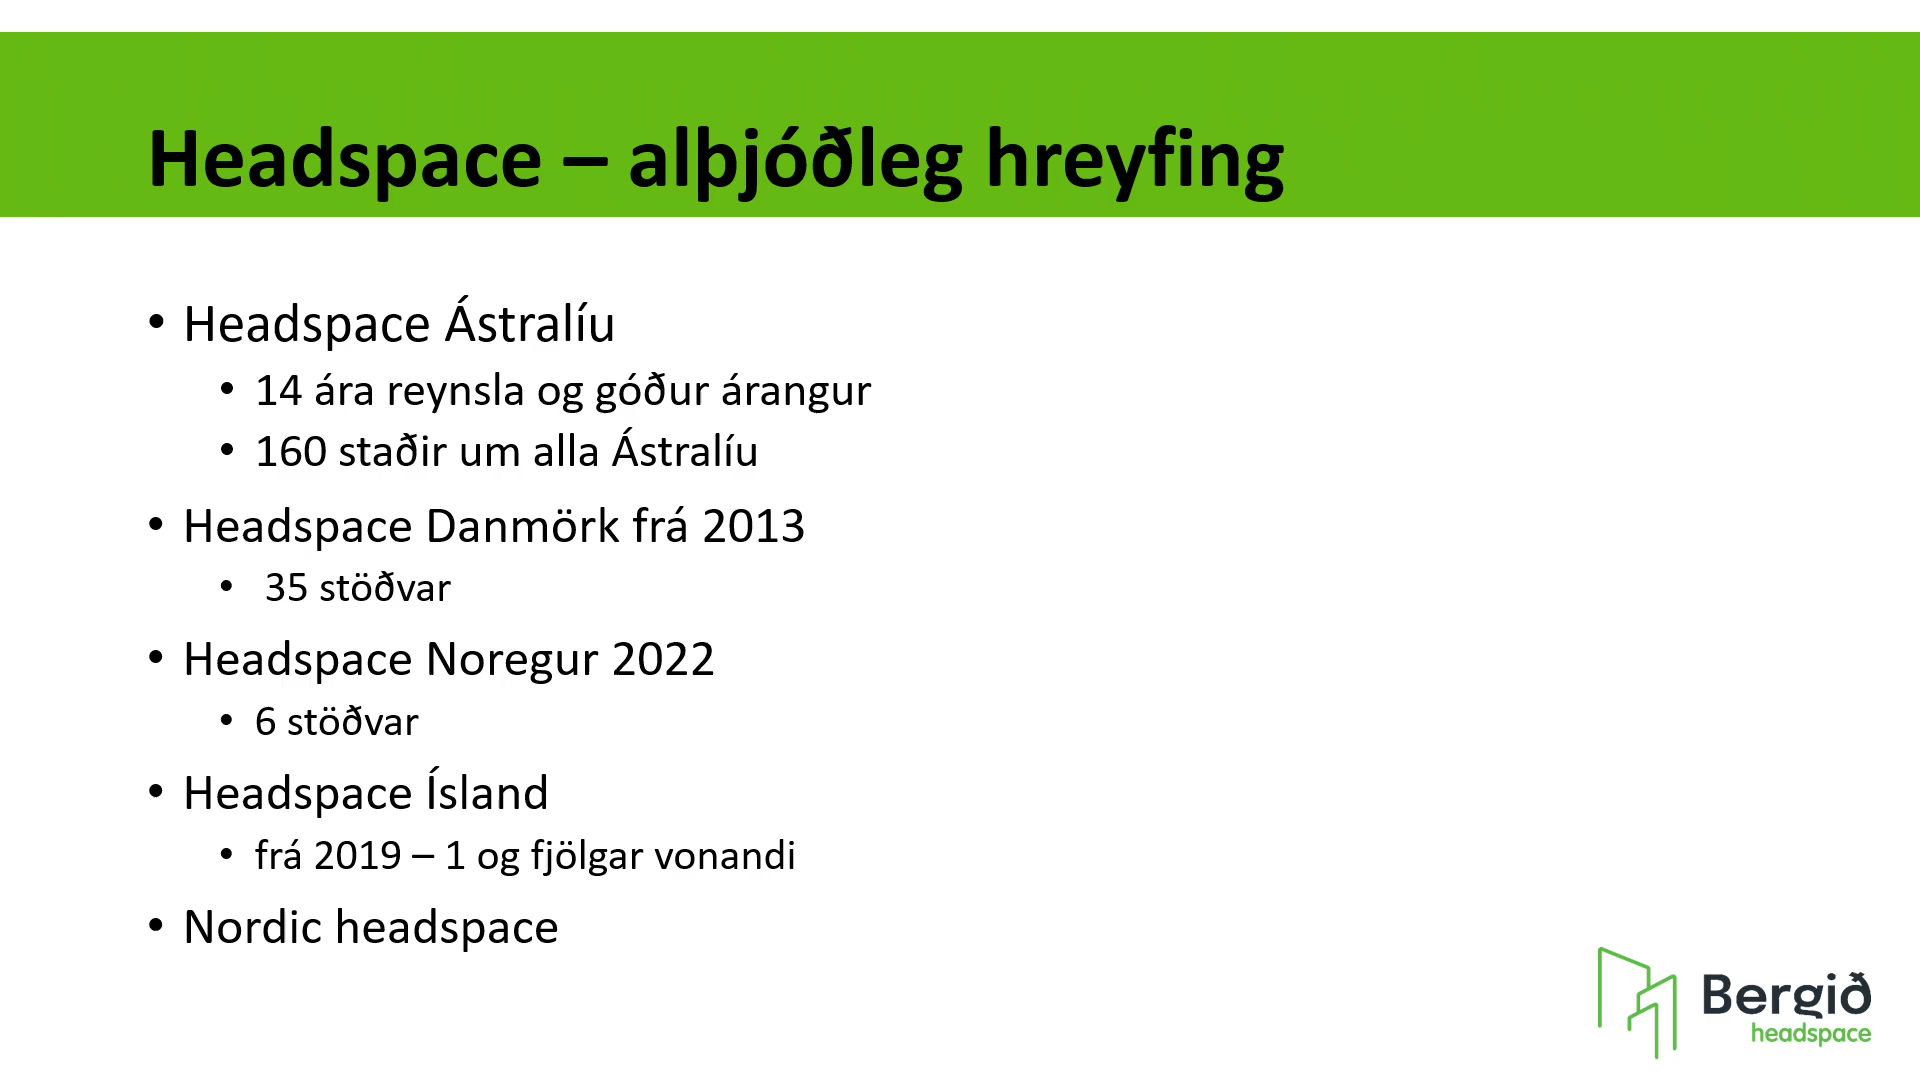 Headspace – alþjóðleg hreyfing
• Headspace Ástralíu
• 14 ára reynsla og góður árangur
• 160 staðir um alla Ástralíu
• Headspace Danmörk frá 2013
• 35 stöðvar
• Headspace Noregur 2022
• 6 stöðvar
• Headspace Ísland
• frá 2019 – 1 og fjölgar vonandi
• Nordic headspace
Bergið
headspace